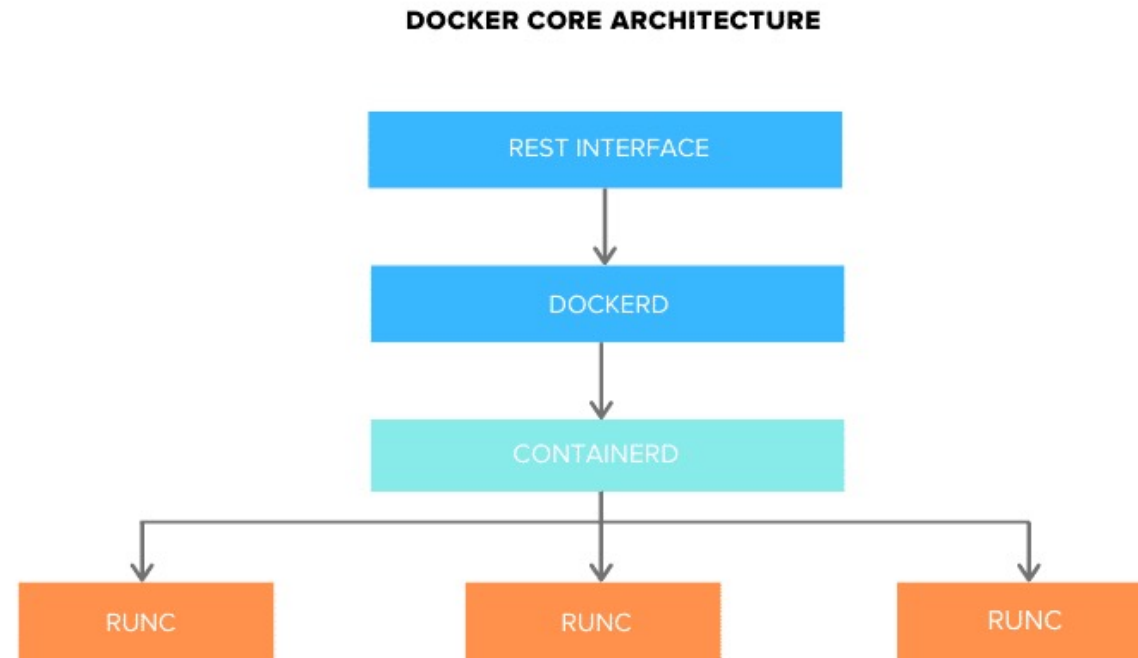 DOCKER CORE ARCHITECTURE
REST INTERFACE
DOCKERD
CONTAINERD
RUNC
RUNC
RUNC